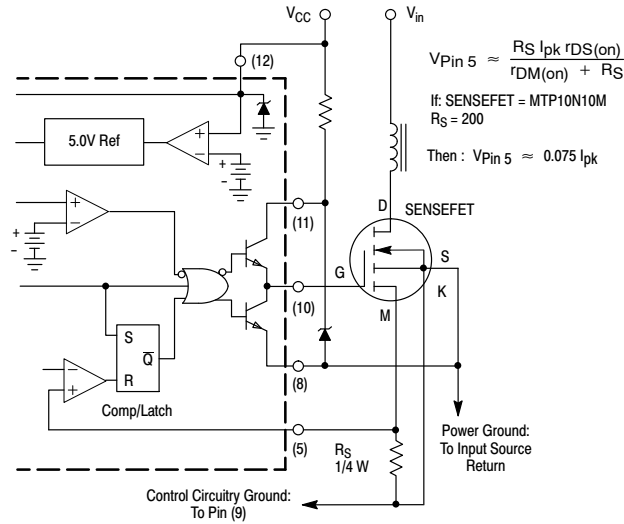 VCC
Vin
(12)
VPin 5 ≈ RS Ipk rDS(on) / rDM(on) + RS
If: SENSEFET = MTP10N10M
RS = 200
Then : VPin 5 ≈ 0.075 Ipk
5.0V Ref
+
−
+
−
+
−
+
−
(11)
D
SENSEFET
G
S
K
M
(10)
S
Q̅
R
−
+
Comp/Latch
(8)
(5)
RS
1/4 W
Power Ground:
To Input Source
Return
Control Circuitry Ground:
To Pin (9)